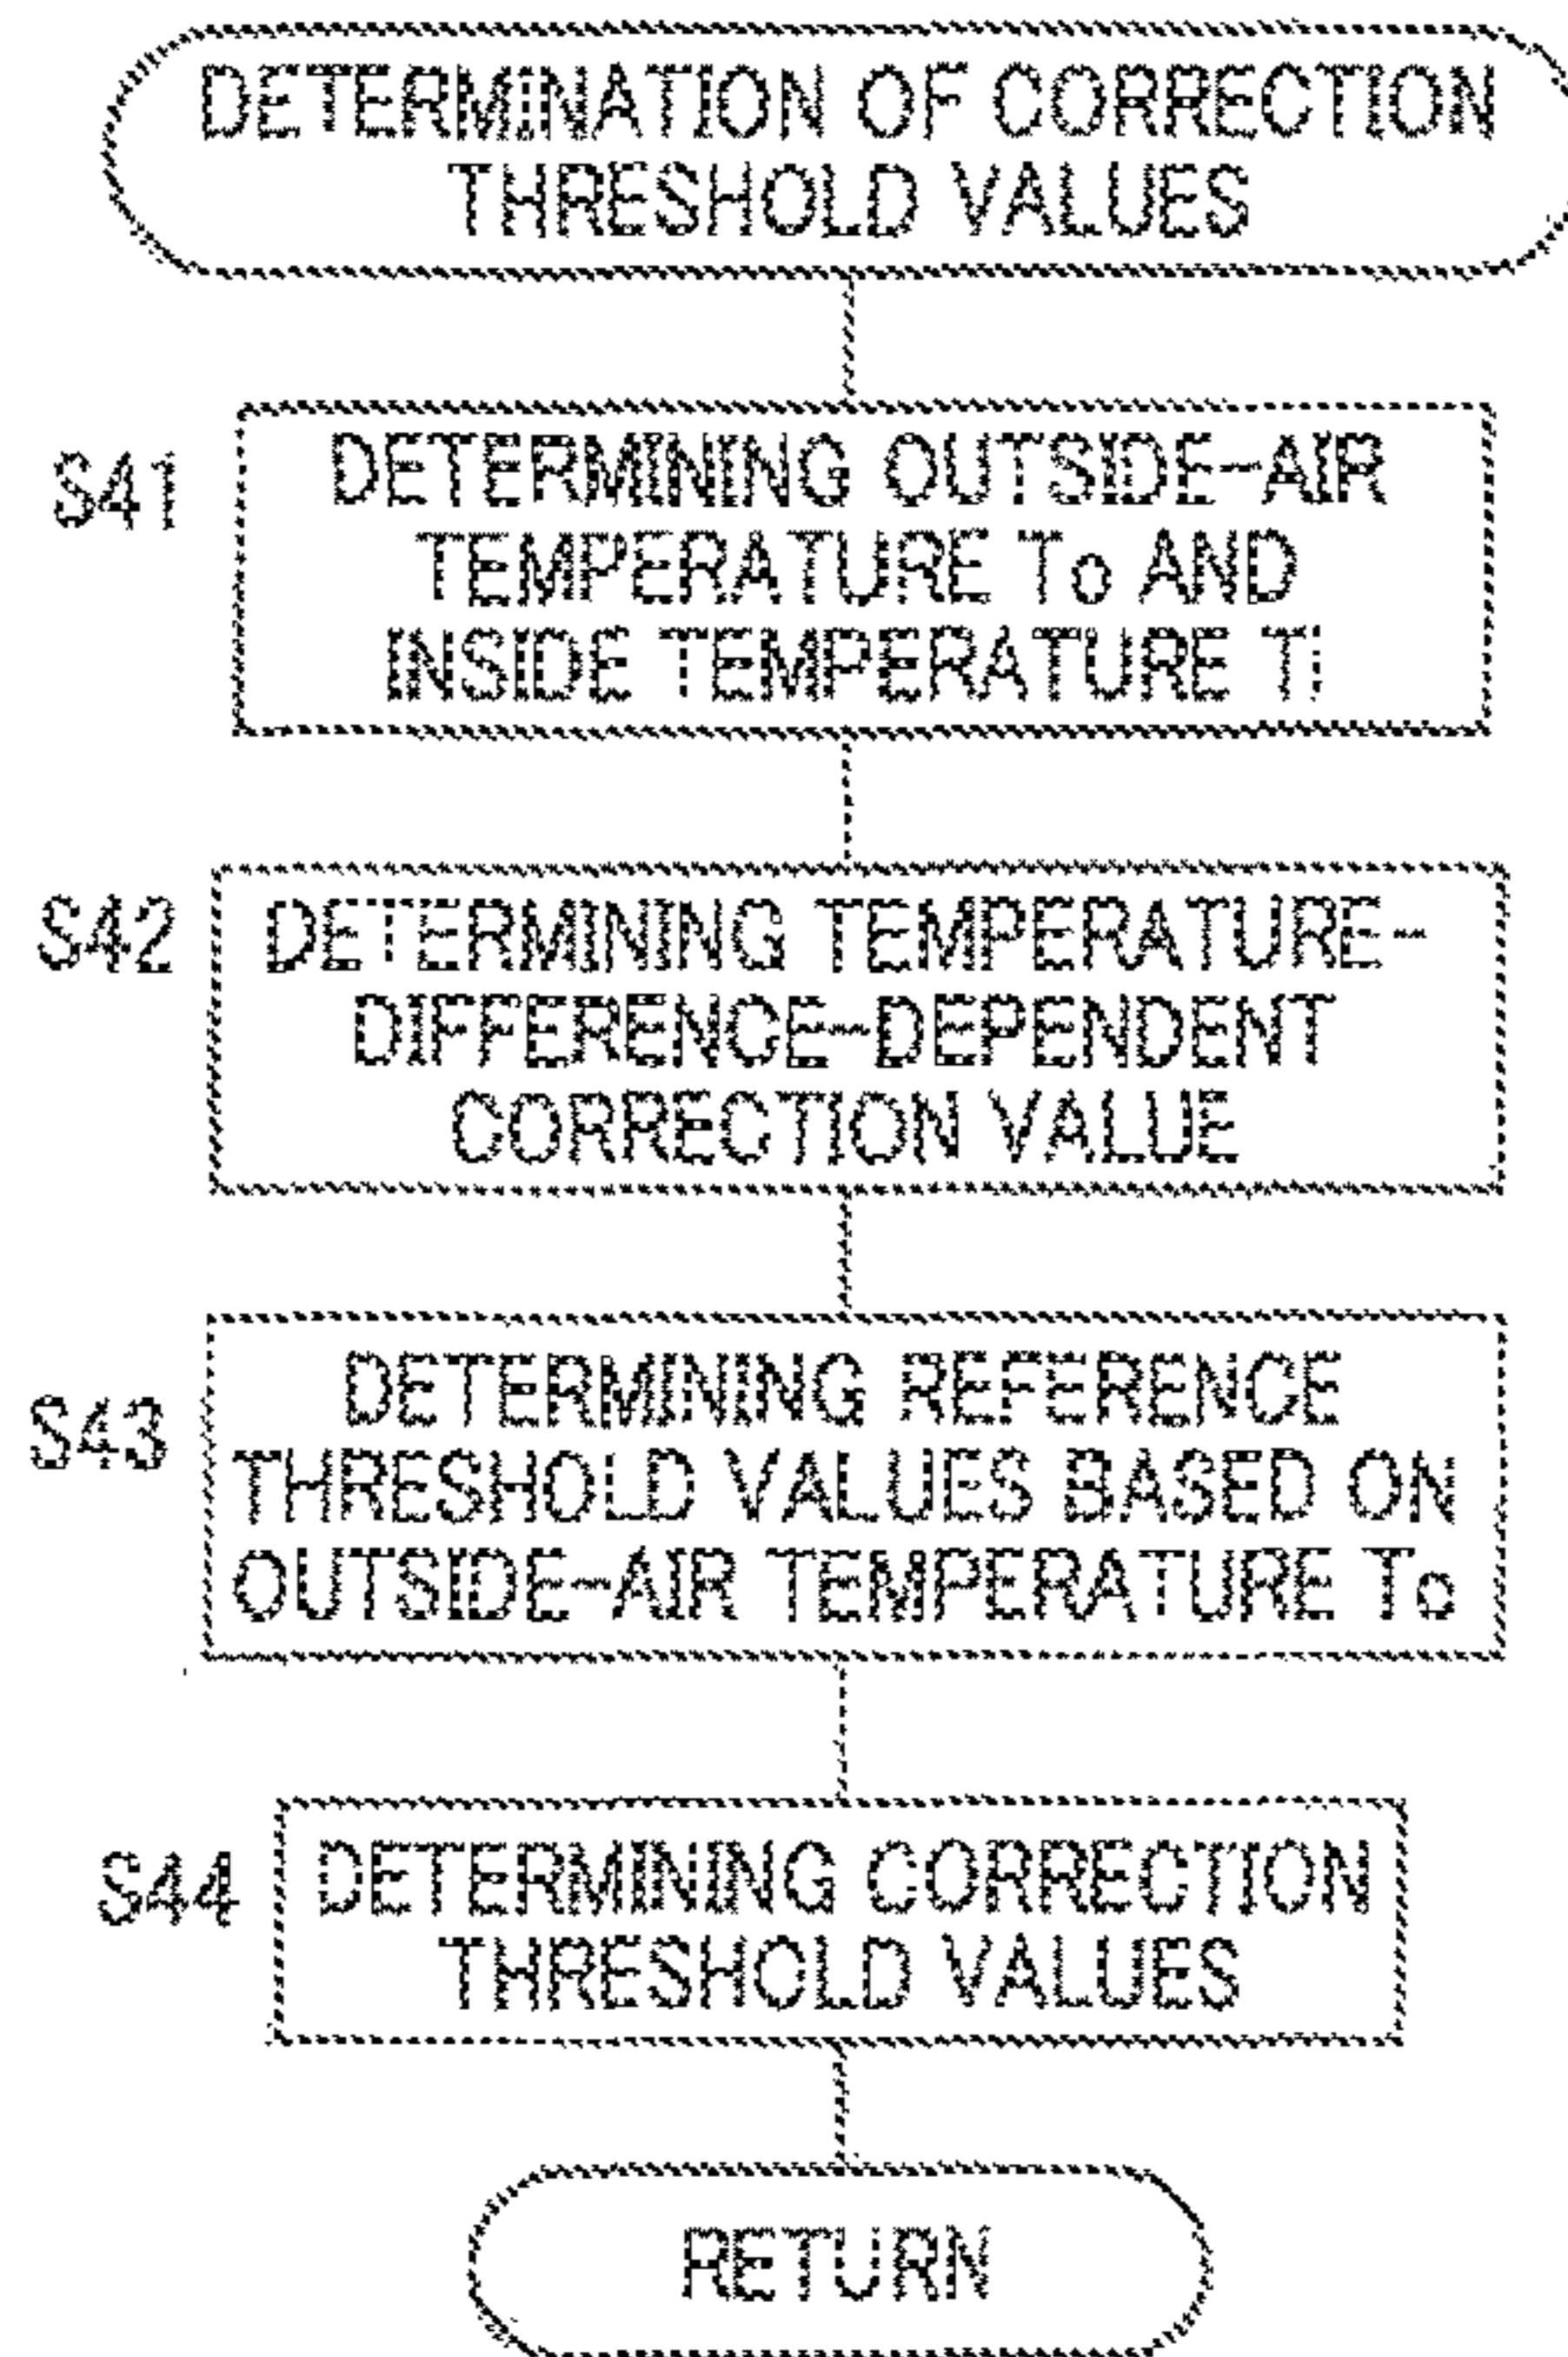 DETERMINATION OF CORRECTION
THRESHOLD VALUES
S41
DETERMINING OUTSIDE-AIR
TEMPERATURE To AND
INSIDE TEMPERATURE Ti
S42
DETERMINING TEMPERATURE-
DIFFERENCE-DEPENDENT
CORRECTION VALUE
S43
DETERMINING REFERENCE
THRESHOLD VALUES BASED ON
OUTSIDE-AIR TEMPERATURE To
S44
DETERMINING CORRECTION
THRESHOLD VALUES
RETURN